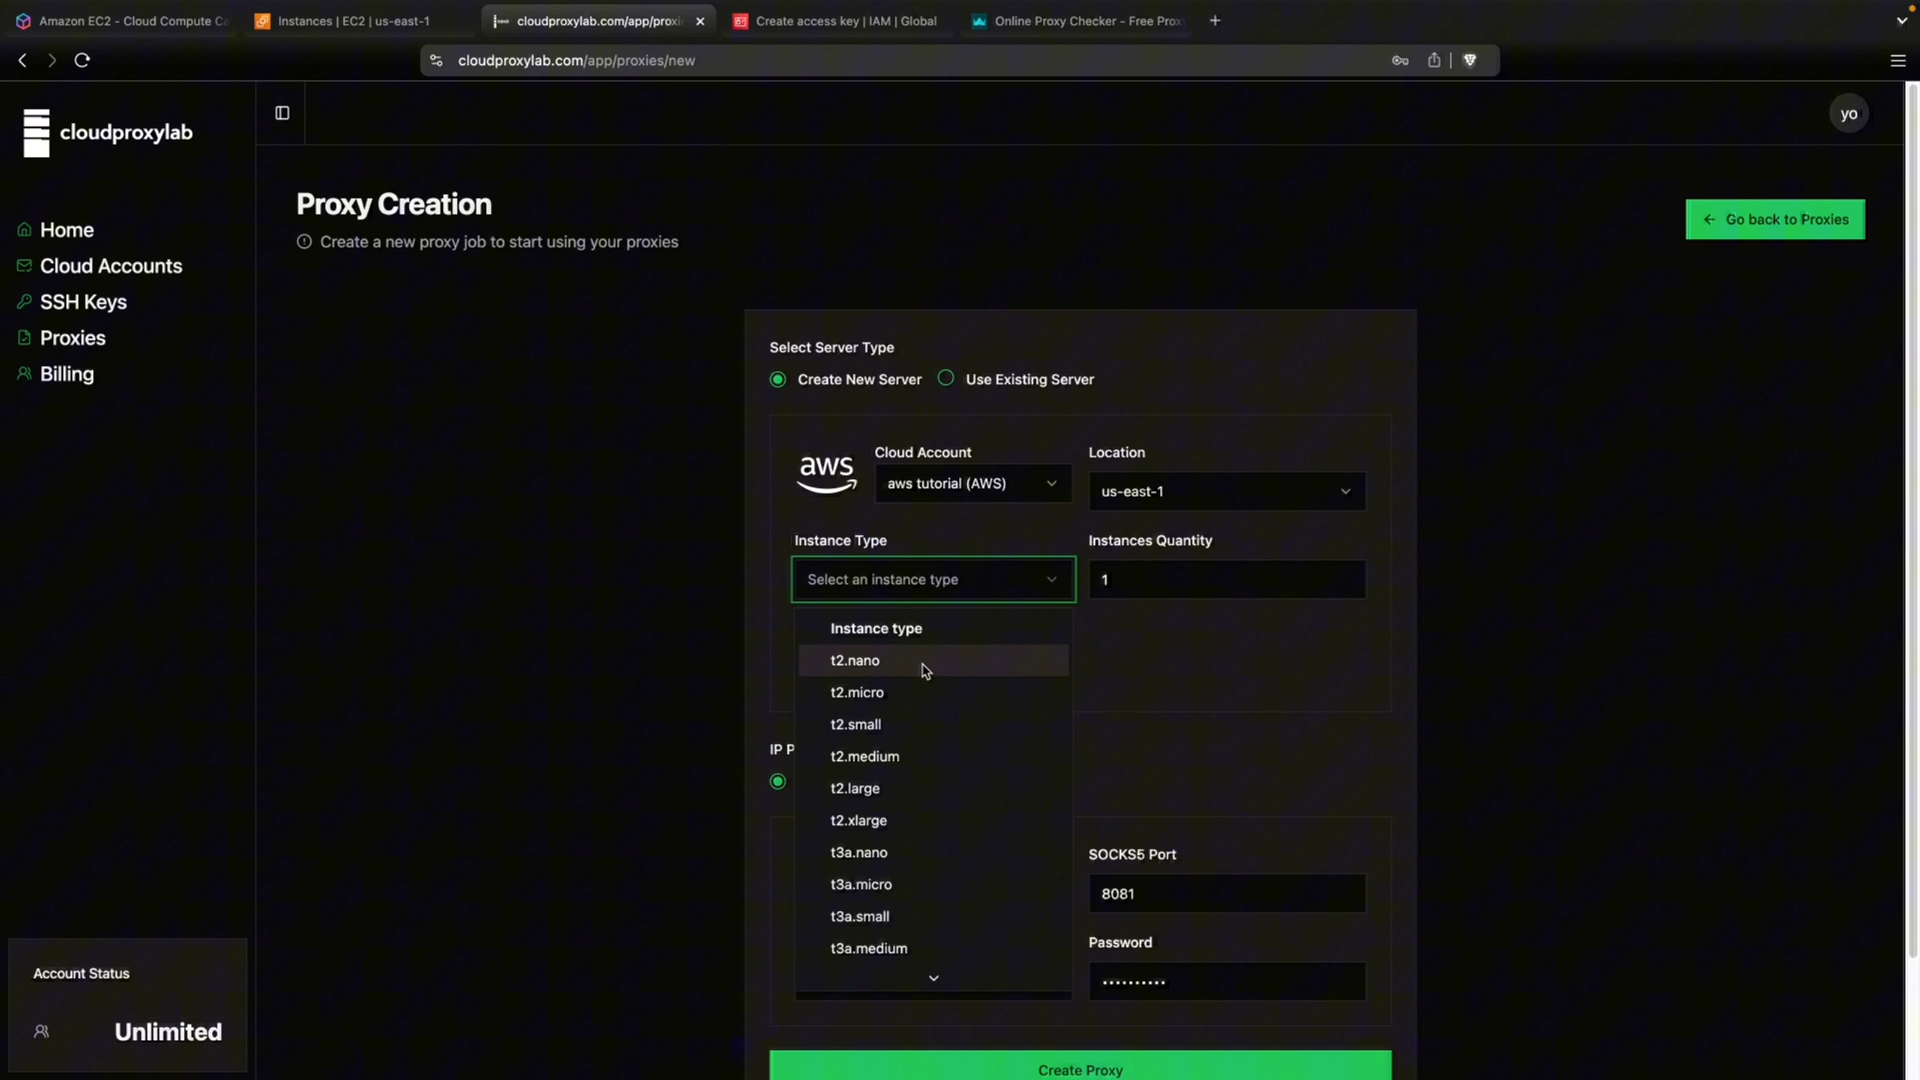 Amazon EC2 - Cloud Compute Ca
Instances | EC2 | us-east-1
cloudproxylab.com/app/proxi
Create access key | IAM | Global
Online Proxy Checker - Free Prox
cloudproxylab.com/app/proxies/new
cloudproxylab
yo
Home
Cloud Accounts
SSH Keys
Proxies
Billing
Proxy Creation
Create a new proxy job to start using your proxies
Go back to Proxies
Select Server Type
Create New Server
Use Existing Server
aws
Cloud Account
aws tutorial (AWS)
Location
us-east-1
Instance Type
Select an instance type
Instances Quantity
1
Instance type
t2.nano
t2.micro
t2.small
t2.medium
t2.large
t2.xlarge
t3a.nano
t3a.micro
t3a.small
t3a.medium
IP P
SOCKS5 Port
8081
Password
••••••••••
Create Proxy
Account Status
Unlimited